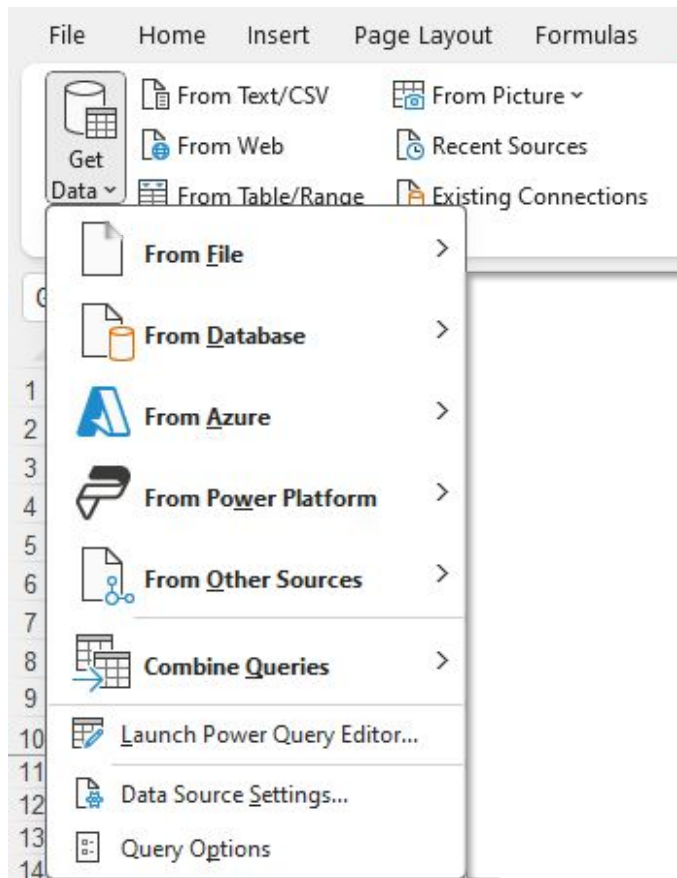 File Home Insert Page Layout Formulas
From Text/CSV From Picture
From Web Recent Sources
Get
Data From Table/Range Existing Connections
From File
From Database
1
From Azure
2
3
From Power Platform
4
5
From Other Sources
6
7
Combine Queries
8
9
Launch Power Query Editor...
10
11
Data Source Settings...
12
13
Query Options
14